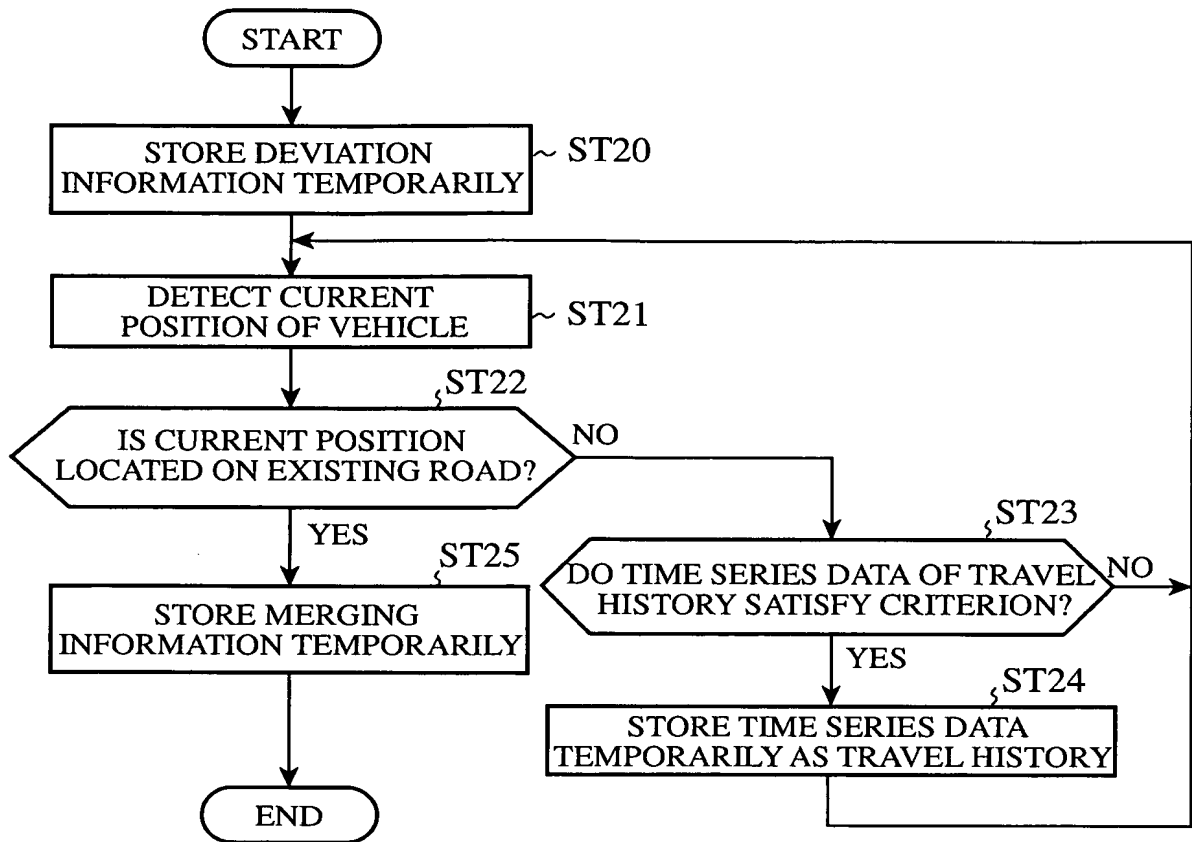 START
STORE DEVIATION
INFORMATION TEMPORARILY
~ ST20
DETECT CURRENT
POSITION OF VEHICLE
~ ST21
ST22
IS CURRENT POSITION
LOCATED ON EXISTING ROAD?
NO
YES
ST23
DO TIME SERIES DATA OF TRAVEL
HISTORY SATISFY CRITERION?
NO
YES
ST24
STORE TIME SERIES DATA
TEMPORARILY AS TRAVEL HISTORY
ST25
STORE MERGING
INFORMATION TEMPORARILY
END